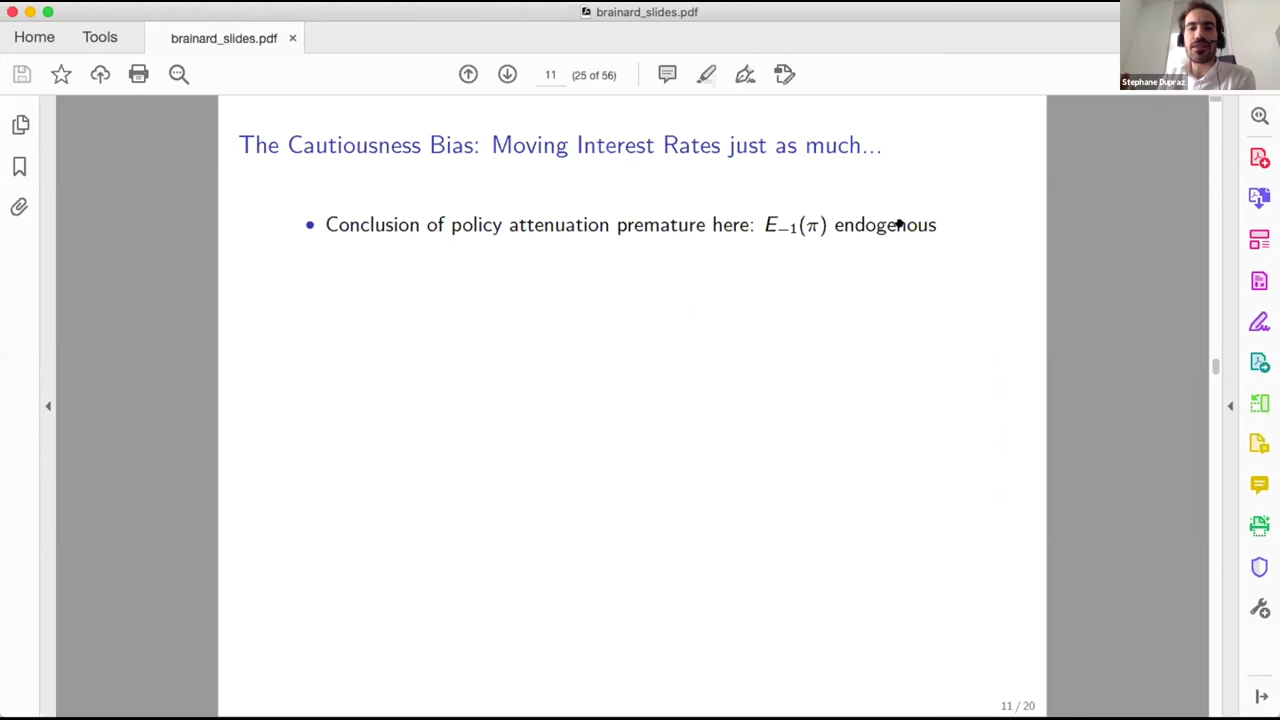 brainard_slides.pdf
Home
Tools
brainard_slides.pdf
11
(25 of 56)
Stephane Dupraz
The Cautiousness Bias: Moving Interest Rates just as much...
• Conclusion of policy attenuation premature here: E₋₁(π) endogenous
11 / 20